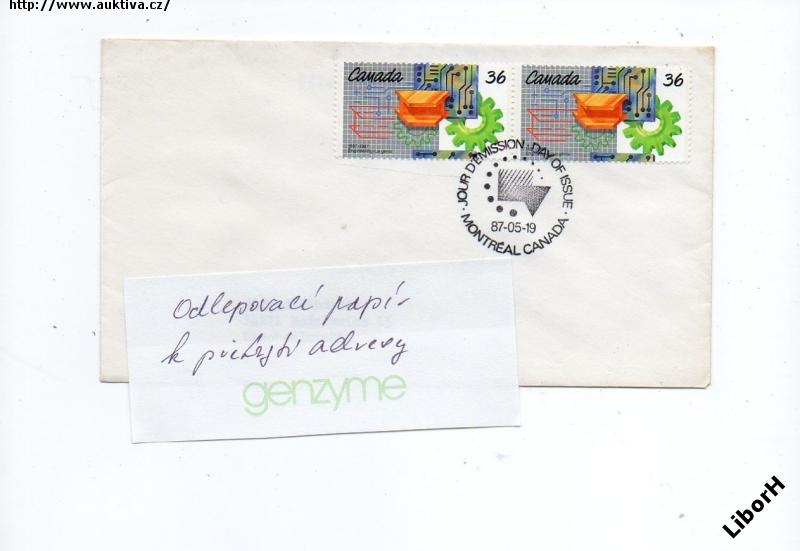 http://www.auktiva.cz/
Canada 36
Canada 36
JOUR D'ÉMISSION · DAY OF ISSUE
87-05-19
MONTRÉAL CANADA
Odlepovací papír
k přikrytí adresy
genzyme
LiborH